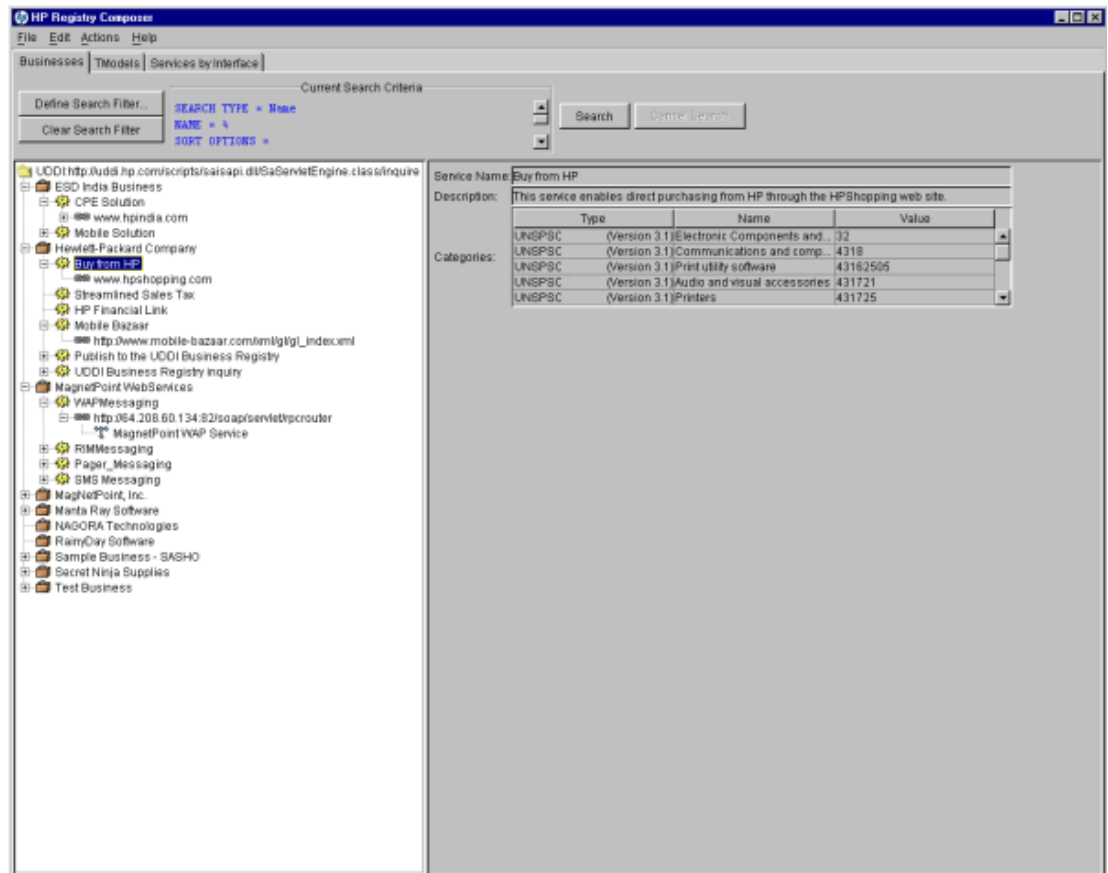 HP Registry Composer
File Edit Actions Help
Businesses TModels Services by Interface
Current Search Criteria
Define Search Filter...
Clear Search Filter
SEARCH TYPE = Name
NAME = %
SORT OPTIONS =
Search Cancel Search
UDDI:http://uddi.hp.com/scripts/saisapi.dll/SaServletEngine.class/inquire
ESD India Business
CPE Solution
www.hpindia.com
Mobile Solution
Hewlett-Packard Company
Buy from HP
www.hpshopping.com
Streamlined Sales Tax
HP Financial Link
Mobile Bazaar
http://www.mobile-bazaar.com/xml/gl/gl_index.xml
Publish to the UDDI Business Registry
UDDI Business Registry inquiry
MagnetPoint WebServices
WAPMessaging
http://64.208.60.134:82/soap/servlet/rpcrouter
MagnetPoint WAP Service
RIMMessaging
Pager_Messaging
SMS Messaging
MagNetPoint, Inc.
Manta Ray Software
NAGORA Technologies
RainyDay Software
Sample Business - SASHO
Secret Ninja Supplies
Test Business
Service Name: Buy from HP
Description: This service enables direct purchasing from HP through the HPShopping web site.
Categories:
Type Name Value
UNSPSC (Version 3.1) Electronic Components and... 32
UNSPSC (Version 3.1) Communications and comp... 4318
UNSPSC (Version 3.1) Print utility software 43162505
UNSPSC (Version 3.1) Audio and visual accessories 431721
UNSPSC (Version 3.1) Printers 431725